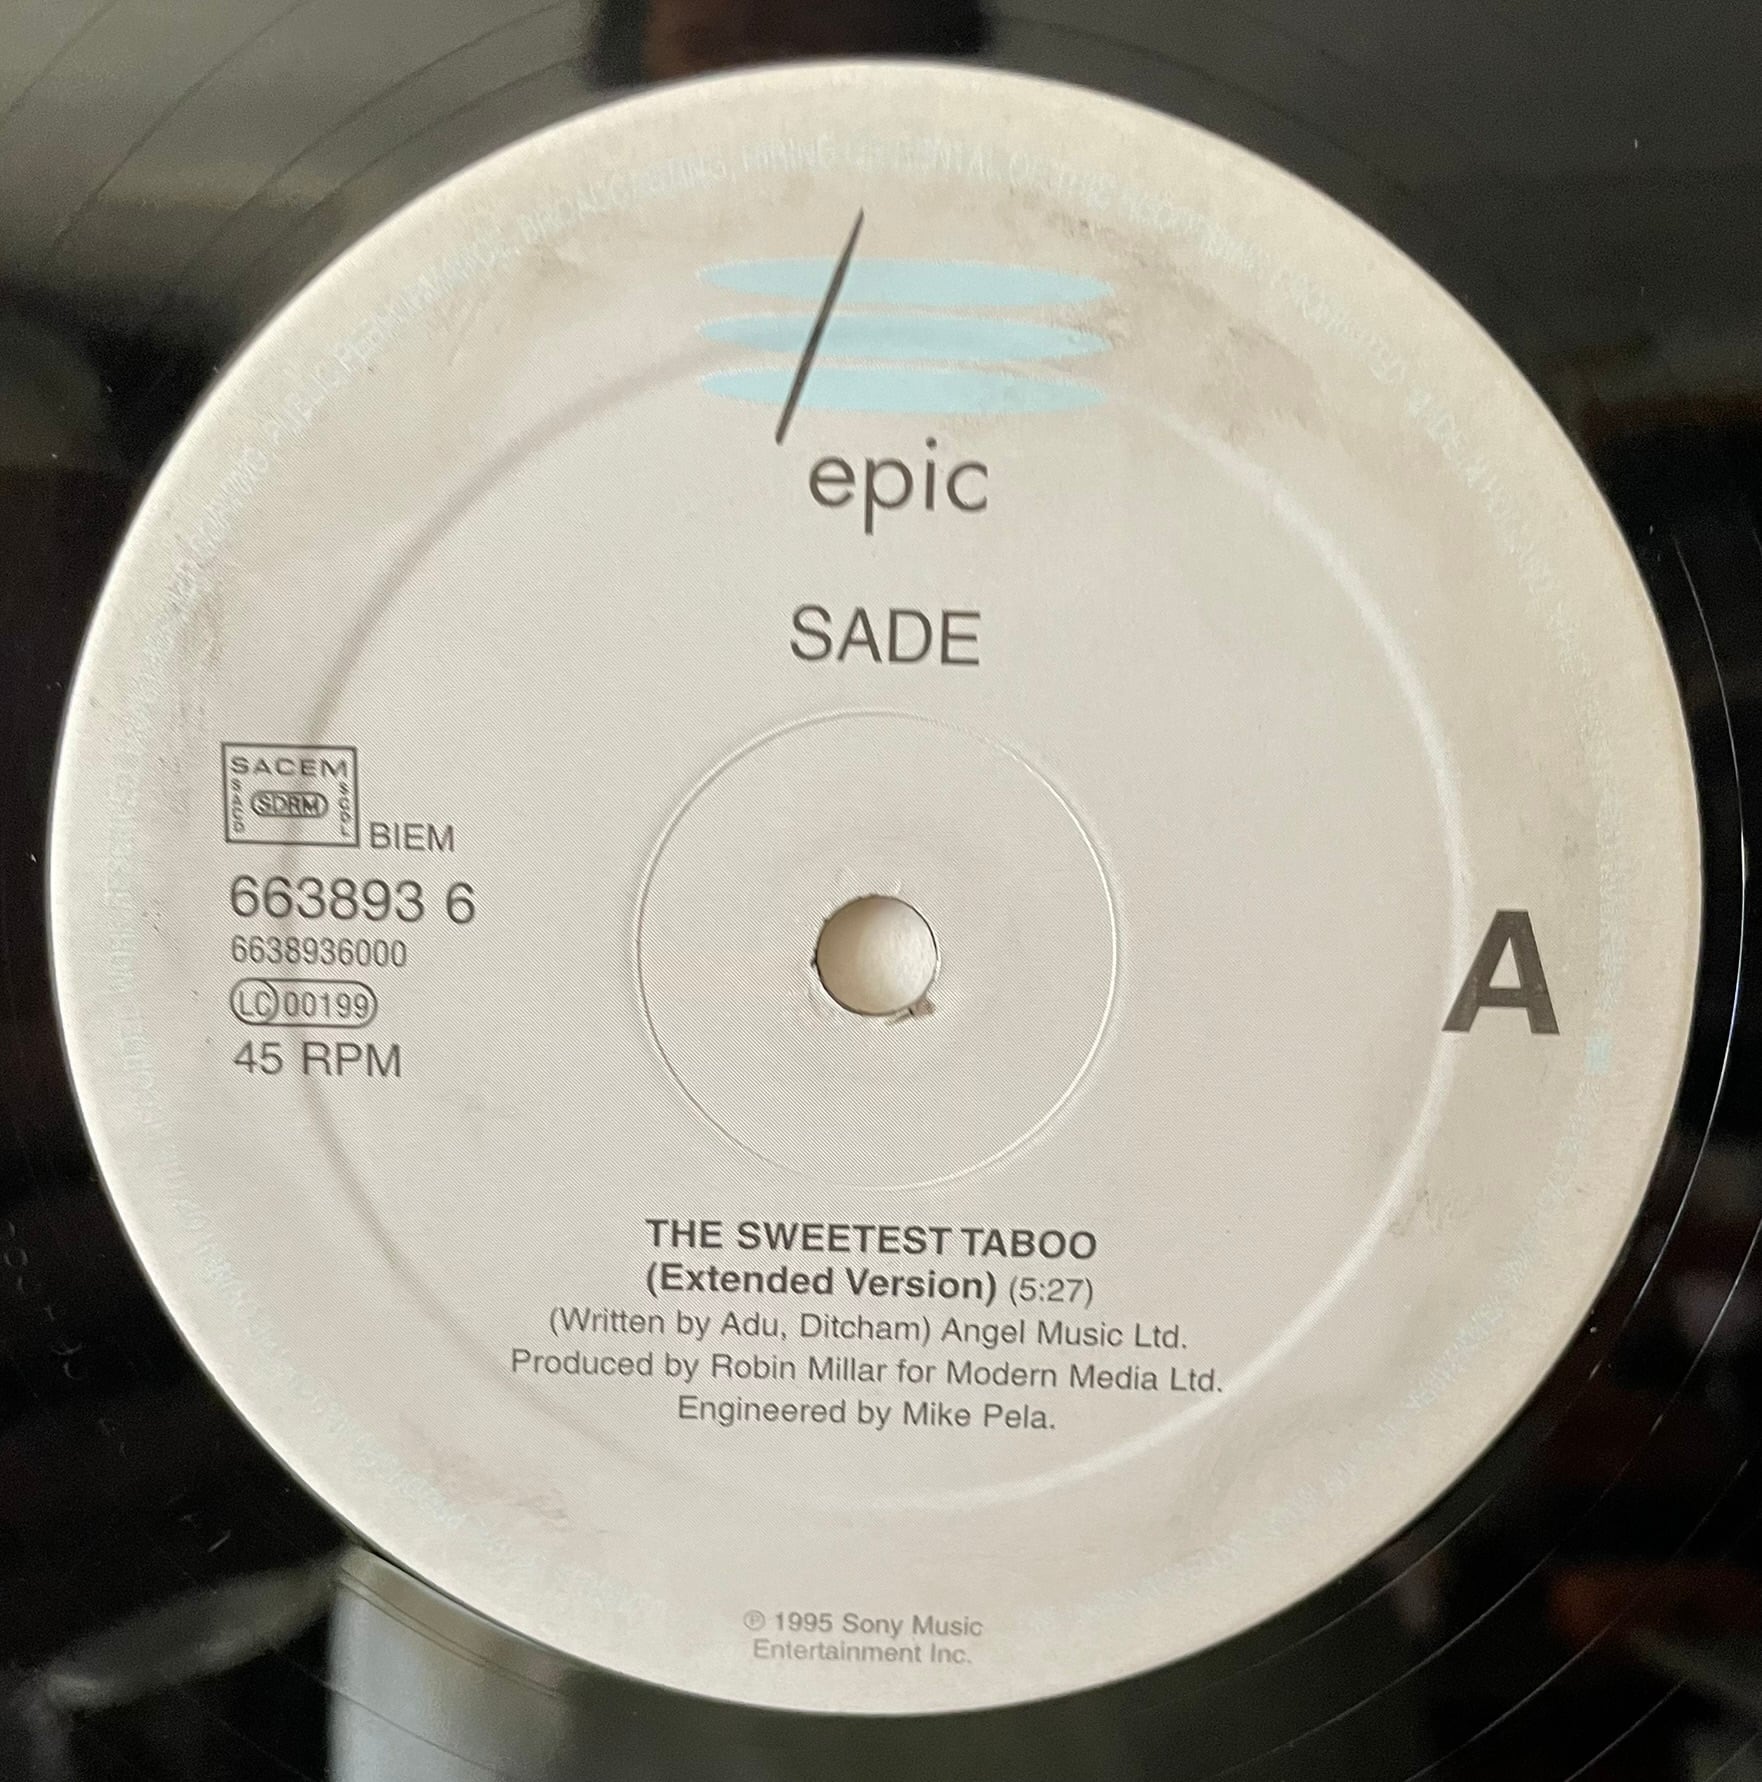 epic
SADE
SACEM
SACD
SDRM
SGDL
BIEM
663893 6
6638936000
LC 00199
45 RPM
A
THE SWEETEST TABOO
(Extended Version) (5:27)
(Written by Adu, Ditcham) Angel Music Ltd.
Produced by Robin Millar for Modern Media Ltd.
Engineered by Mike Pela.
℗ 1995 Sony Music
Entertainment Inc.